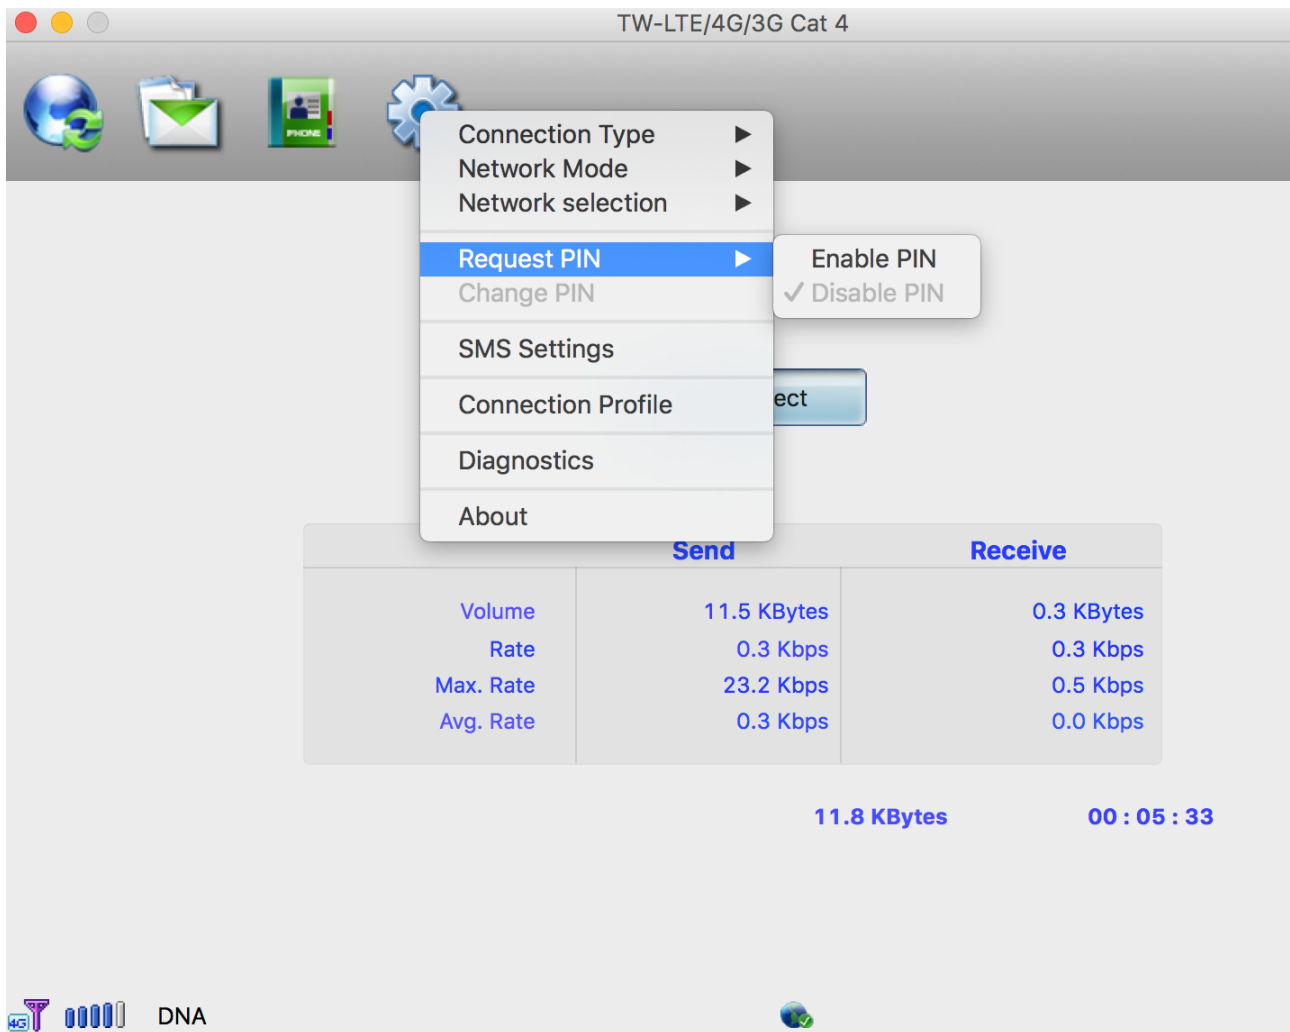 TW-LTE/4G/3G Cat 4
PHONE
Connection Type
Network Mode
Network selection
Request PIN
Enable PIN
Change PIN
Disable PIN
SMS Settings
ect
Connection Profile
Diagnostics
About
Send Receive
Volume 11.5 KBytes 0.3 KBytes
Rate 0.3 Kbps 0.3 Kbps
Max. Rate 23.2 Kbps 0.5 Kbps
Avg. Rate 0.3 Kbps 0.0 Kbps
11.8 KBytes 00 : 05 : 33
4G DNA